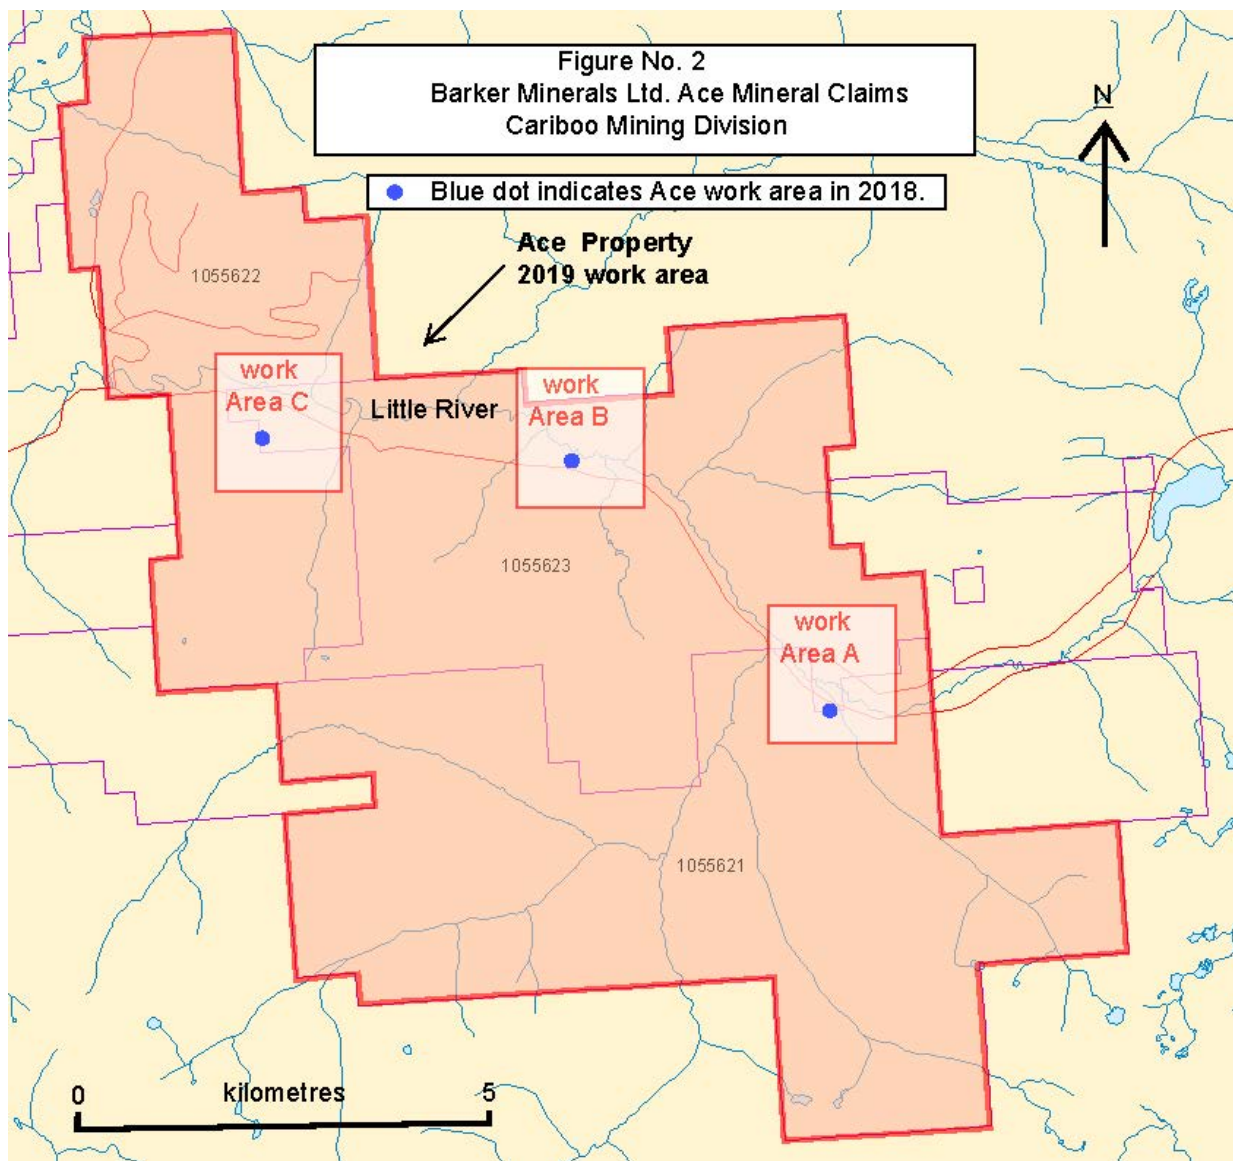 Figure No. 2
Barker Minerals Ltd. Ace Mineral Claims
Cariboo Mining Division
N
Blue dot indicates Ace work area in 2018.
Ace Property
2019 work area
1055622
work
Area C
Little River
work
Area B
1055623
work
Area A
1055621
0 kilometres 5